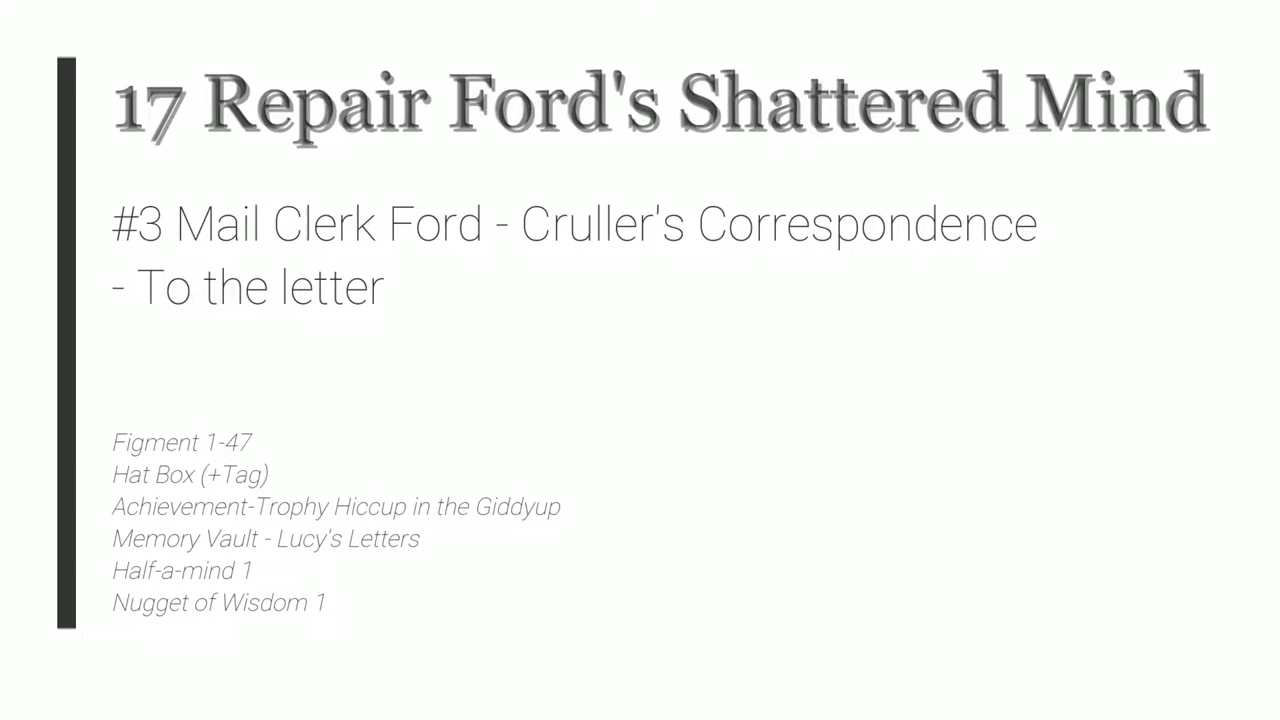 17 Repair Ford's Shattered Mind
#3 Mail Clerk Ford - Cruller's Correspondence
- To the letter
Figment 1-47
Hat Box (+Tag)
Achievement-Trophy Hiccup in the Giddyup
Memory Vault - Lucy's Letters
Half-a-mind 1
Nugget of Wisdom 1